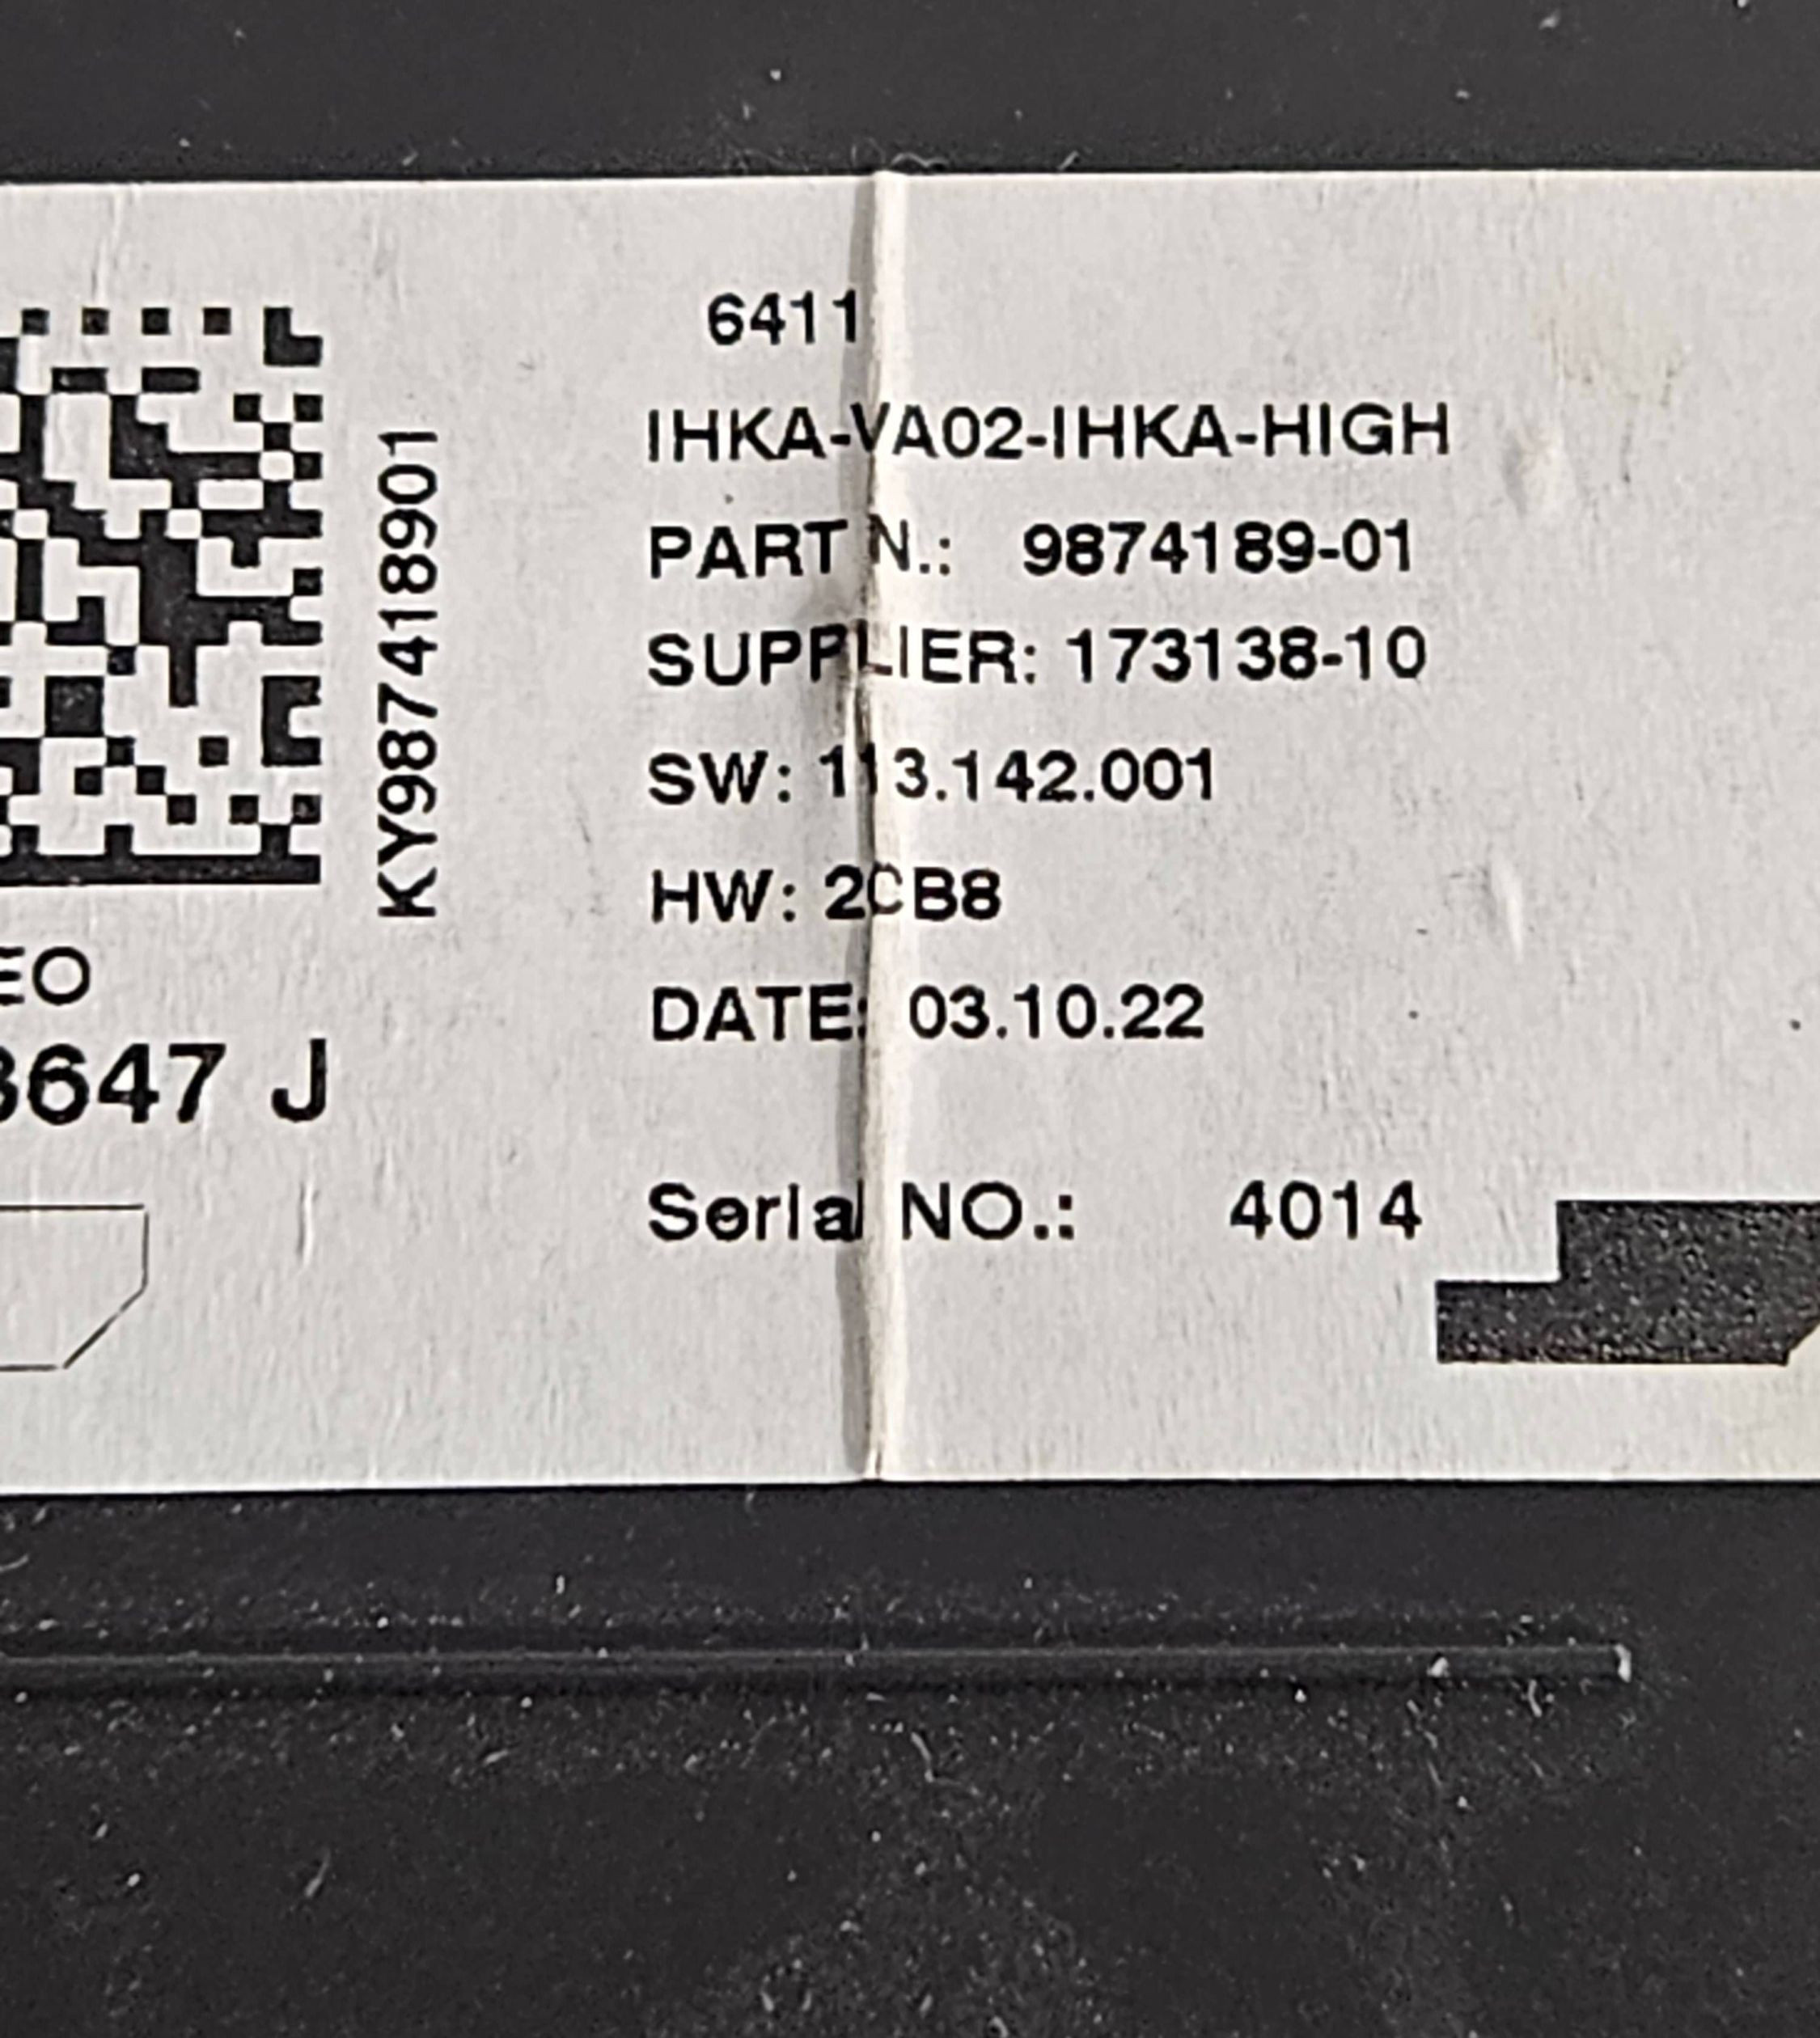 6411
IHKA-VA02-IHKA-HIGH
PART N.: 9874189-01
SUPPLIER: 173138-10
SW: 113.142.001
HW: 2CB8
DATE: 03.10.22
Serial NO.: 4014
KY987418901
EO
3647 J